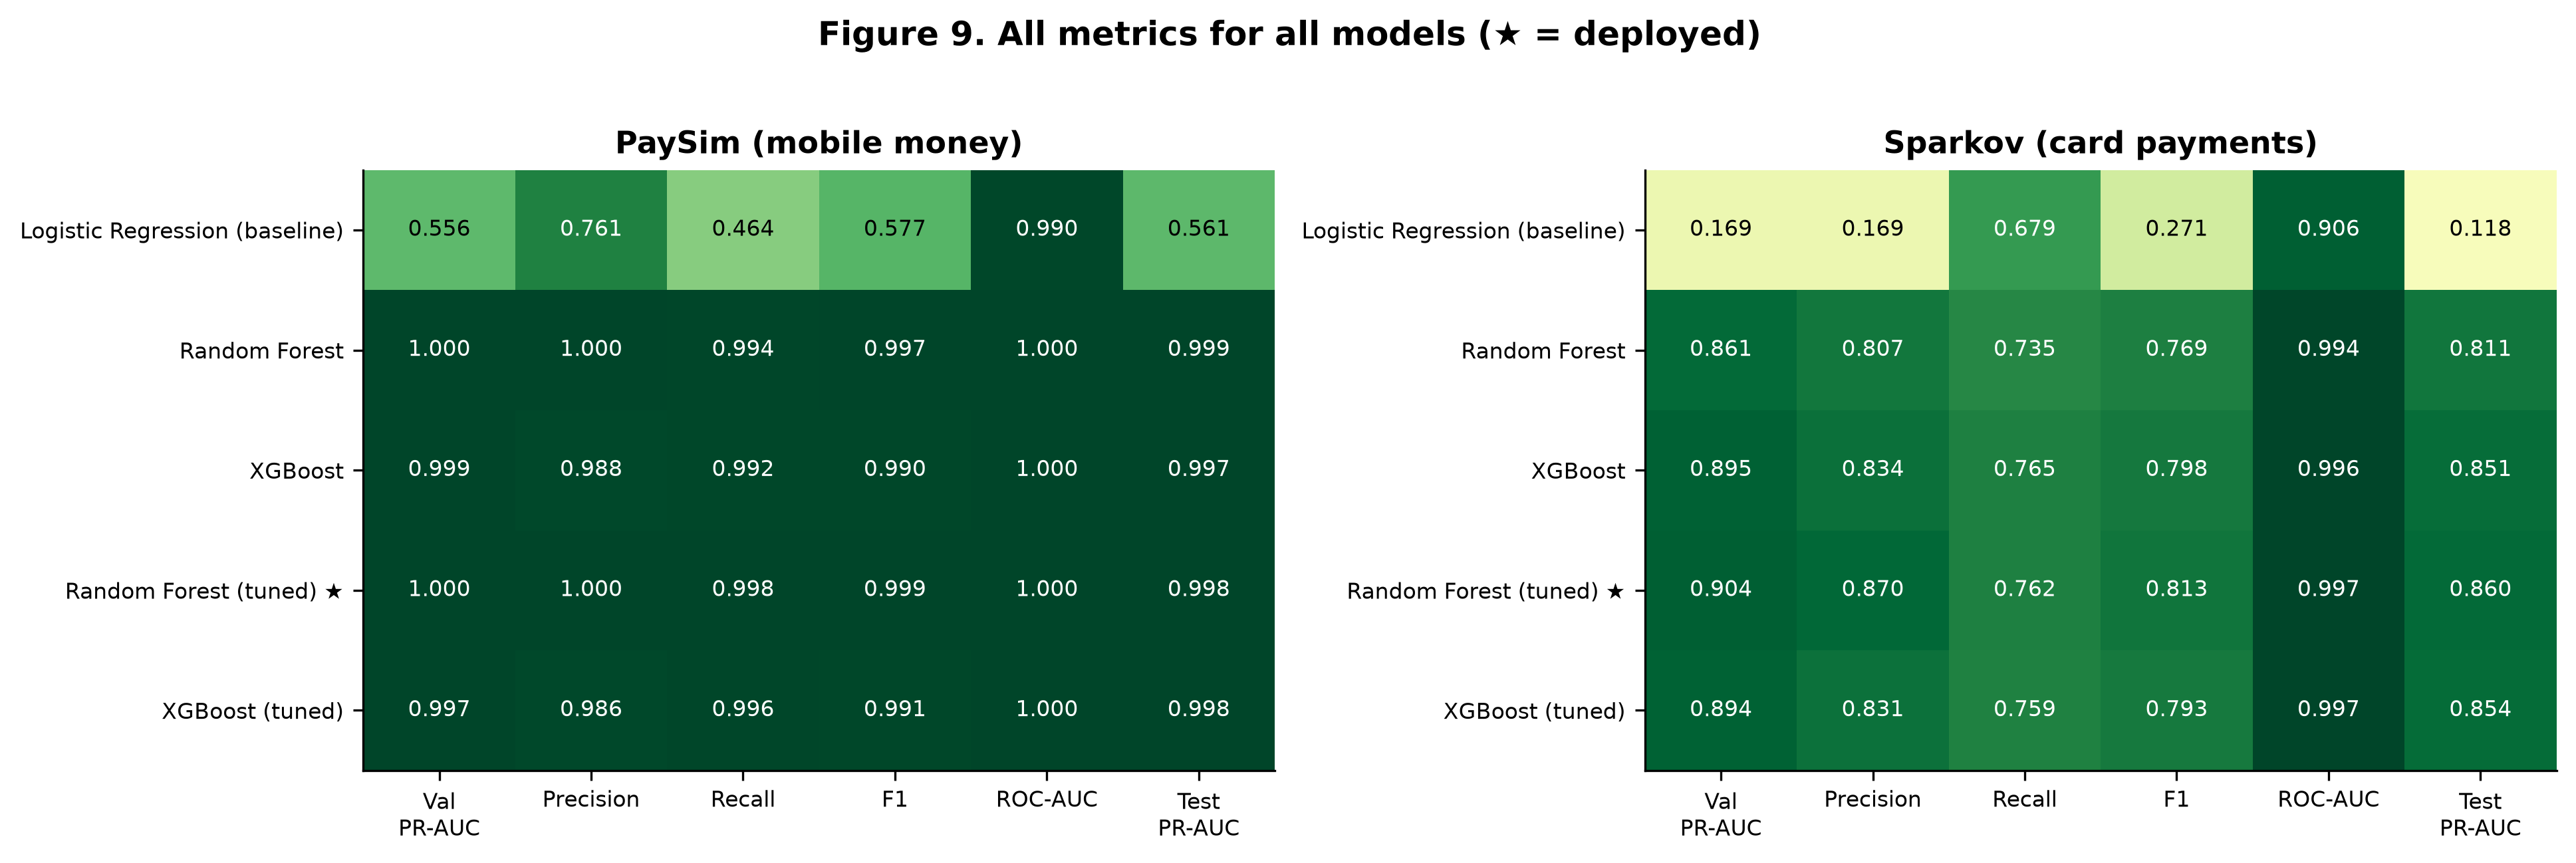 Figure 9. All metrics for all models (★ = deployed)
PaySim (mobile money)
Logistic Regression (baseline) 0.556 0.761 0.464 0.577 0.990 0.561
Random Forest 1.000 1.000 0.994 0.997 1.000 0.999
XGBoost 0.999 0.988 0.992 0.990 1.000 0.997
Random Forest (tuned) ★ 1.000 1.000 0.998 0.999 1.000 0.998
XGBoost (tuned) 0.997 0.986 0.996 0.991 1.000 0.998
Val Precision Recall F1 ROC-AUC Test
PR-AUC PR-AUC
Sparkov (card payments)
Logistic Regression (baseline) 0.169 0.169 0.679 0.271 0.906 0.118
Random Forest 0.861 0.807 0.735 0.769 0.994 0.811
XGBoost 0.895 0.834 0.765 0.798 0.996 0.851
Random Forest (tuned) ★ 0.904 0.870 0.762 0.813 0.997 0.860
XGBoost (tuned) 0.894 0.831 0.759 0.793 0.997 0.854
Val Precision Recall F1 ROC-AUC Test
PR-AUC PR-AUC